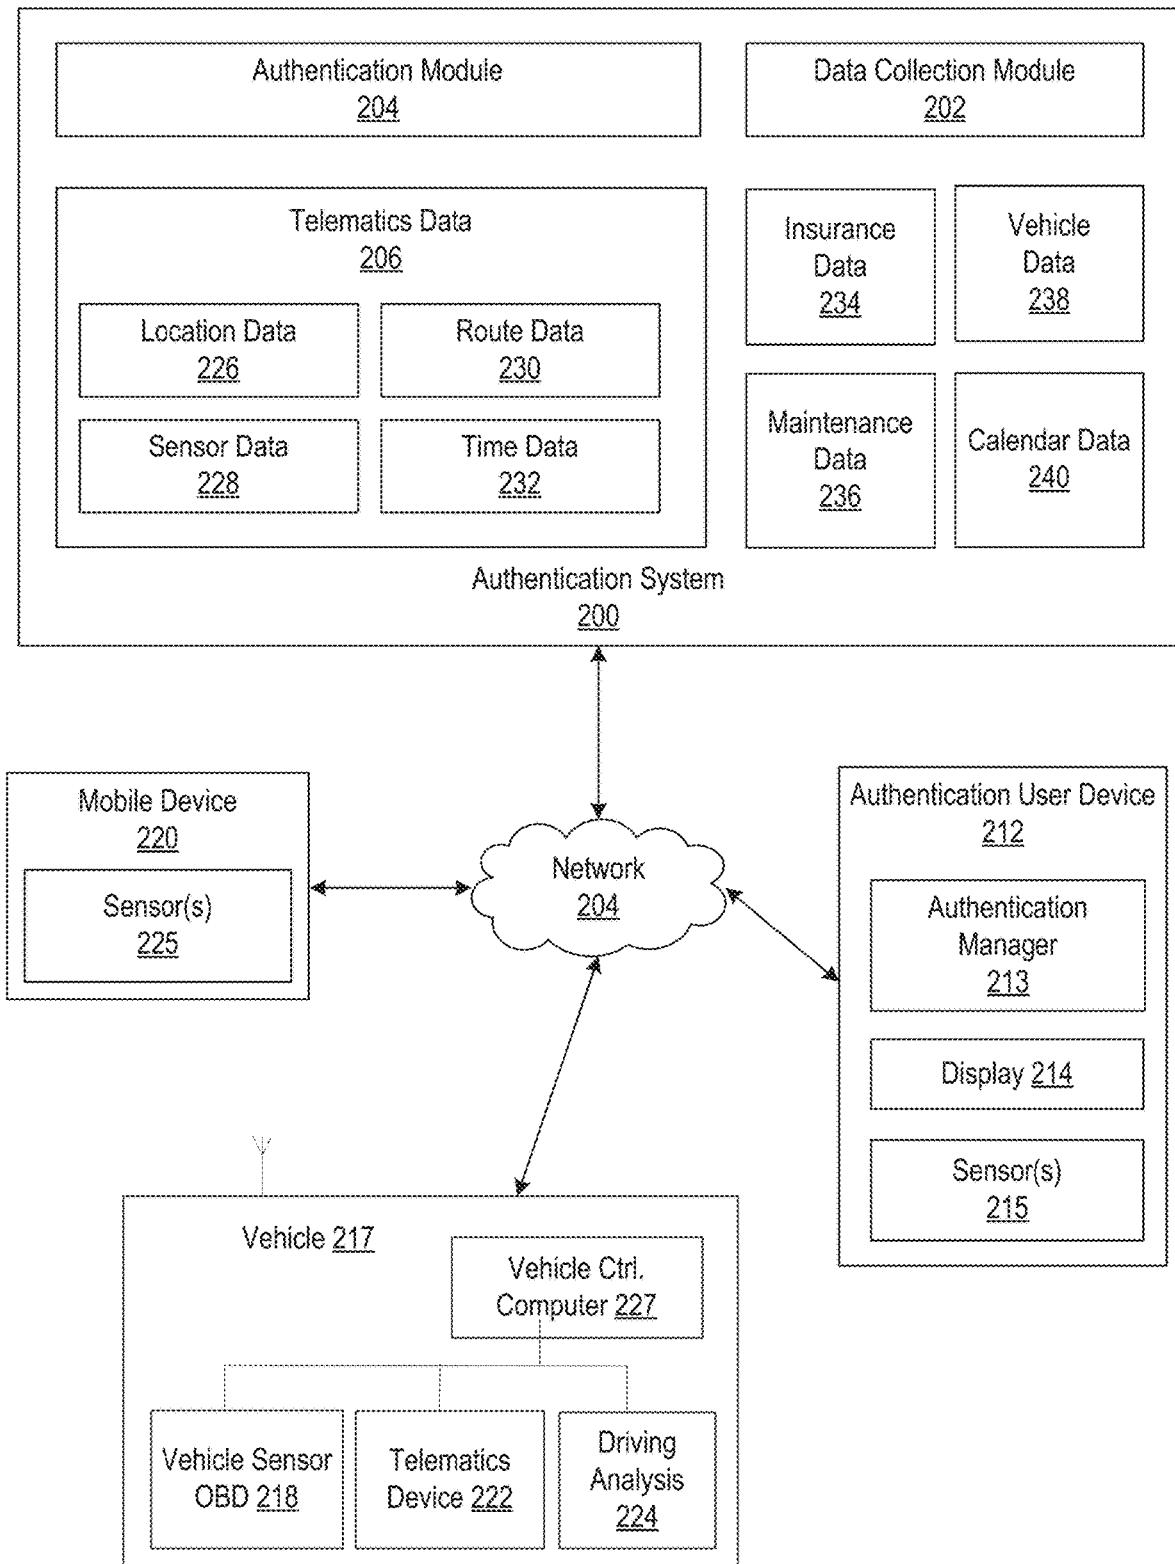 Authentication Module
204
Data Collection Module
202
Telematics Data
206
Location Data
226
Route Data
230
Sensor Data
228
Time Data
232
Insurance
Data
234
Vehicle
Data
238
Maintenance
Data
236
Calendar Data
240
Authentication System
200
Mobile Device
220
Sensor(s)
225
Network
204
Authentication User Device
212
Authentication
Manager
213
Display 214
Sensor(s)
215
Vehicle 217
Vehicle Ctrl.
Computer 227
Vehicle Sensor
OBD 218
Telematics
Device 222
Driving
Analysis
224